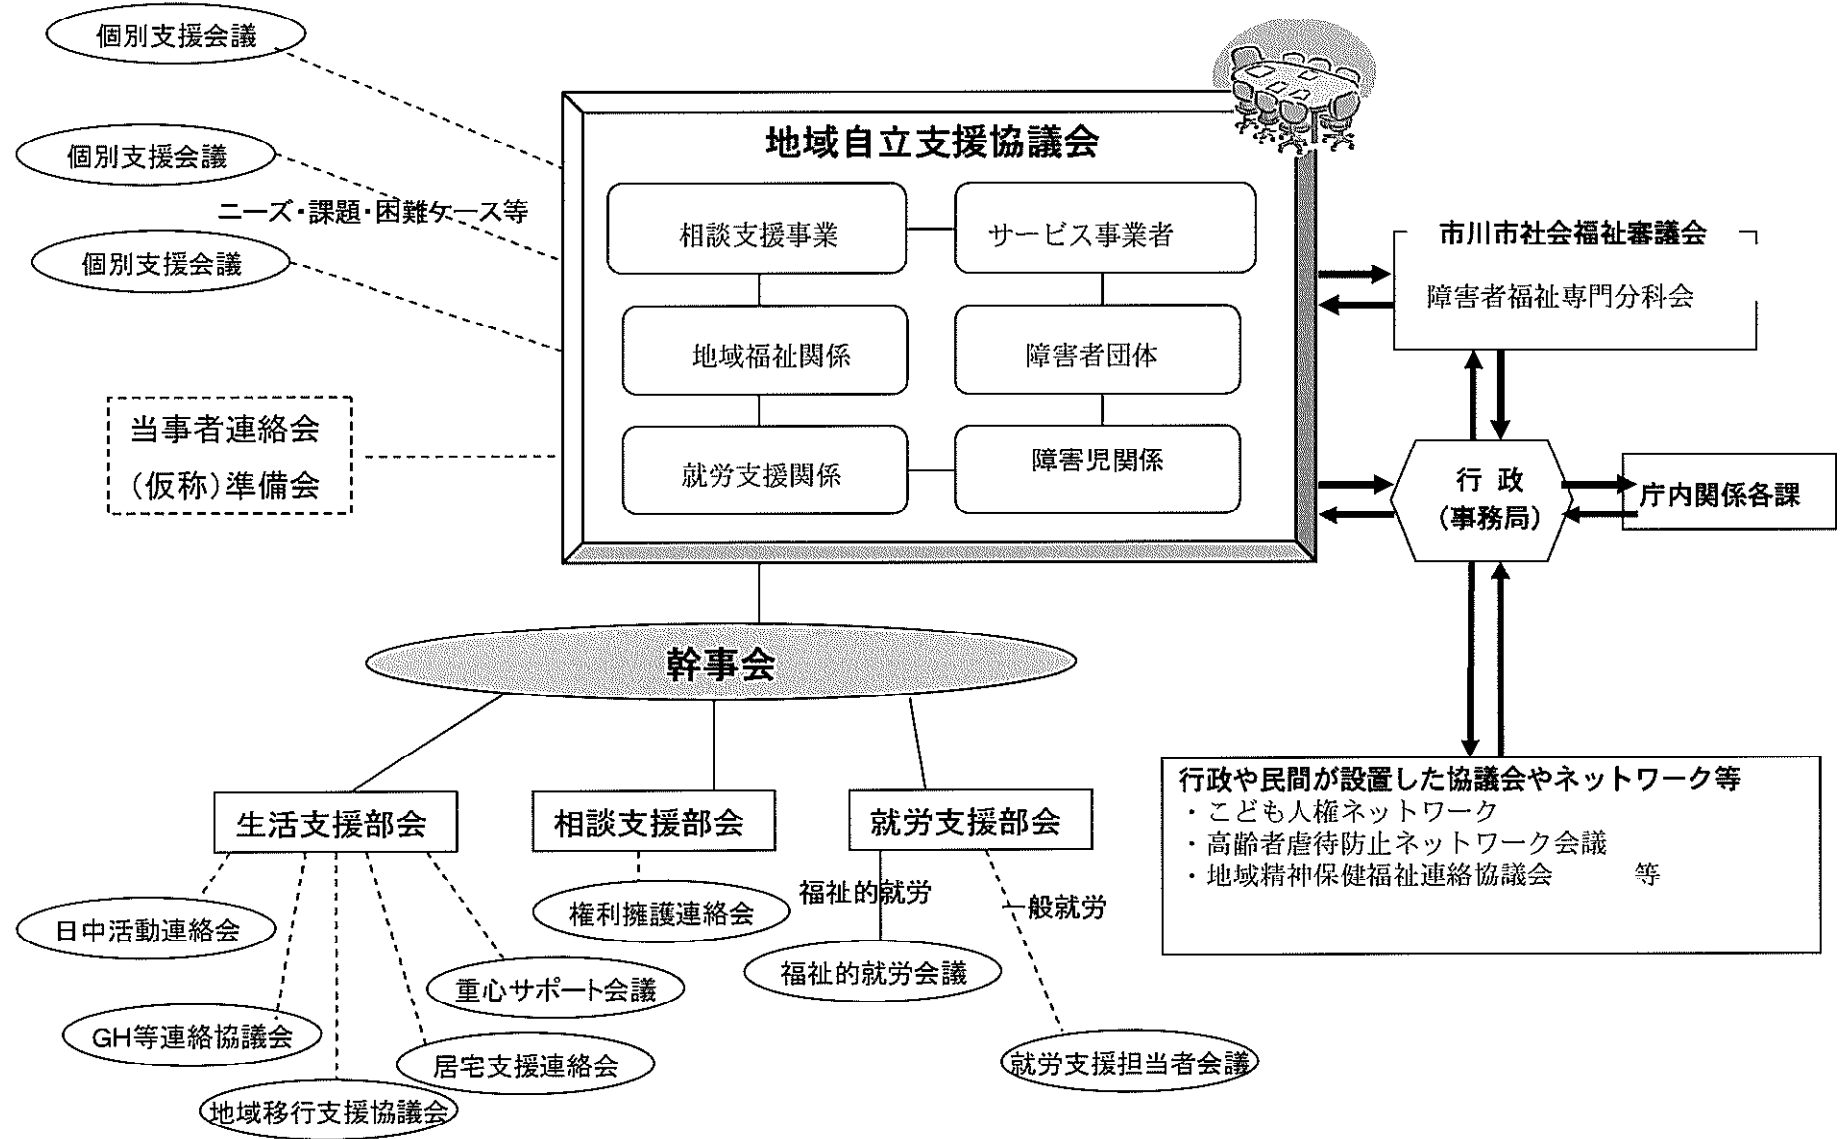 個別支援会議
個別支援会議
ニーズ・課題・困難ケース等
個別支援会議
当事者連絡会
(仮称)準備会
地域自立支援協議会
相談支援事業
サービス事業者
地域福祉関係
障害者団体
就労支援関係
障害児関係
市川市社会福祉審議会
障害者福祉専門分科会
行 政
(事務局)
庁内関係各課
幹事会
生活支援部会
相談支援部会
就労支援部会
日中活動連絡会
GH等連絡協議会
地域移行支援協議会
居宅支援連絡会
重心サポート会議
権利擁護連絡会
福祉的就労
一般就労
福祉的就労会議
就労支援担当者会議
行政や民間が設置した協議会やネットワーク等
・こども人権ネットワーク
・高齢者虐待防止ネットワーク会議
・地域精神保健福祉連絡協議会 等